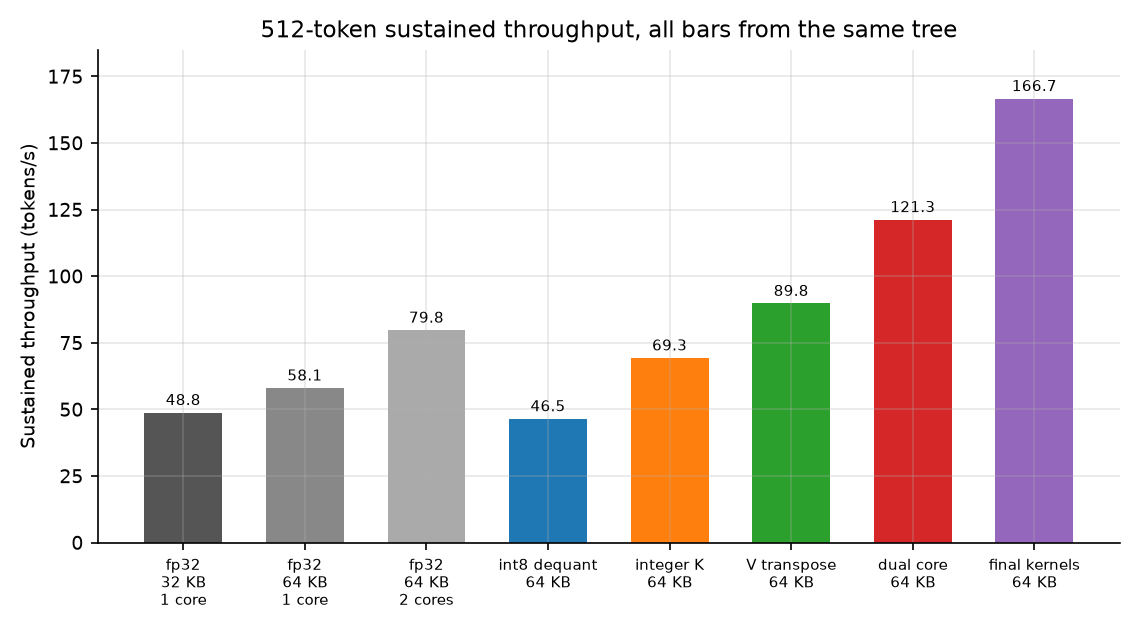 512-token sustained throughput, all bars from the same tree
Sustained throughput (tokens/s)
175
150
125
100
75
50
25
0
48.8
58.1
79.8
46.5
69.3
89.8
121.3
166.7
fp32
32 KB
1 core
fp32
64 KB
1 core
fp32
64 KB
2 cores
int8 dequant
64 KB
integer K
64 KB
V transpose
64 KB
dual core
64 KB
final kernels
64 KB